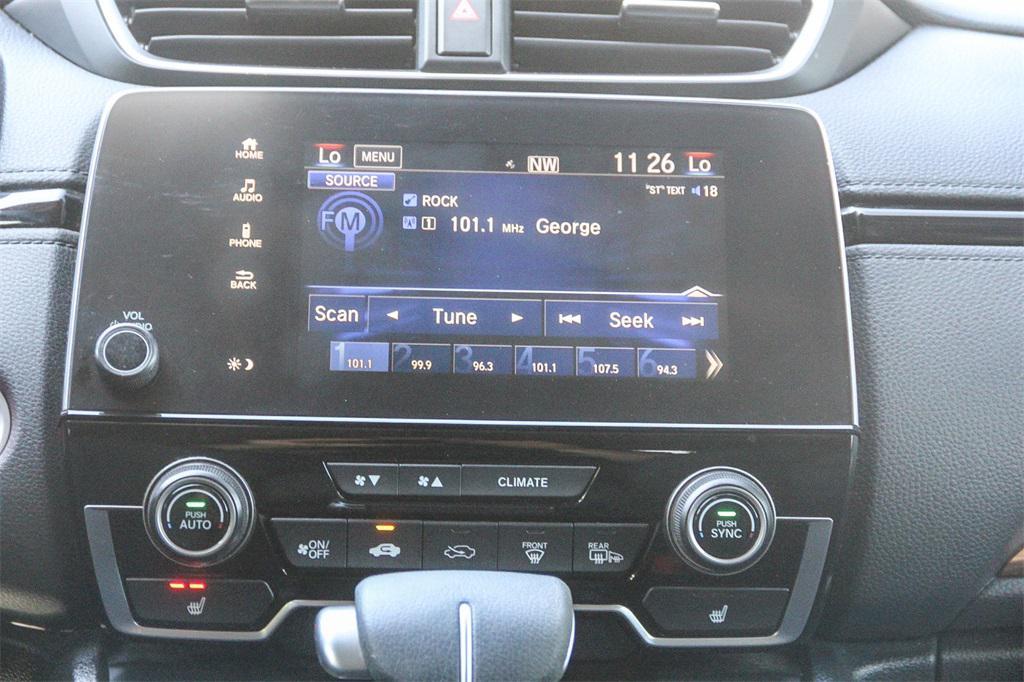 HOME
AUDIO
PHONE
BACK
VOL
AUDIO
Lo MENU NW 11 26 Lo
SOURCE "ST" TEXT 18
FM
ROCK
1 101.1 MHz George
Scan Tune Seek
1 101.1 2 99.9 3 96.3 4 101.1 5 107.5 6 94.3
CLIMATE
PUSH
AUTO
PUSH
SYNC
ON/
OFF
FRONT
REAR